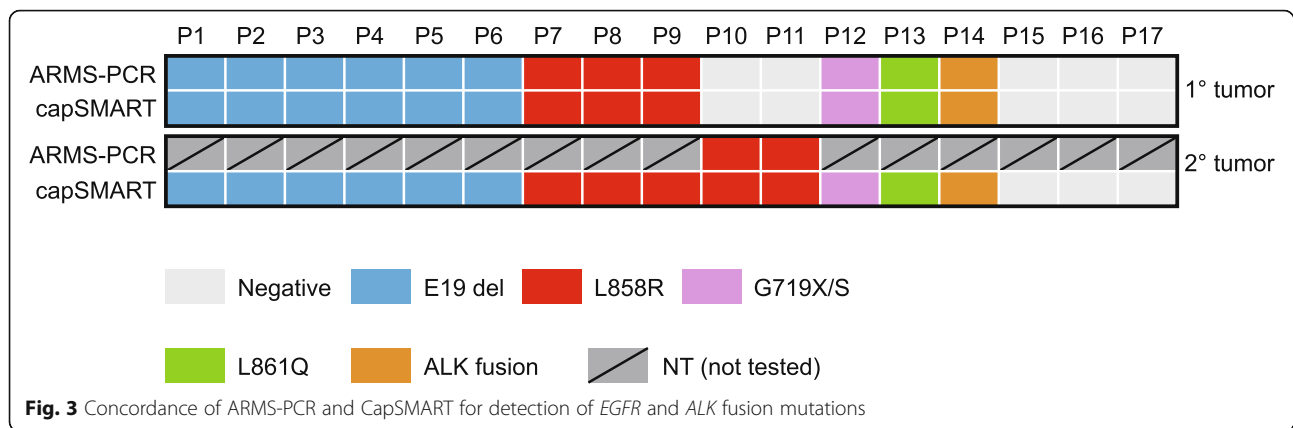 P1 P2 P3 P4 P5 P6 P7 P8 P9 P10 P11 P12 P13 P14 P15 P16 P17
ARMS-PCR
capSMART
1° tumor
ARMS-PCR
capSMART
2° tumor
Negative E19 del L858R G719X/S
L861Q ALK fusion NT (not tested)
Fig. 3 Concordance of ARMS-PCR and CapSMART for detection of EGFR and ALK fusion mutations